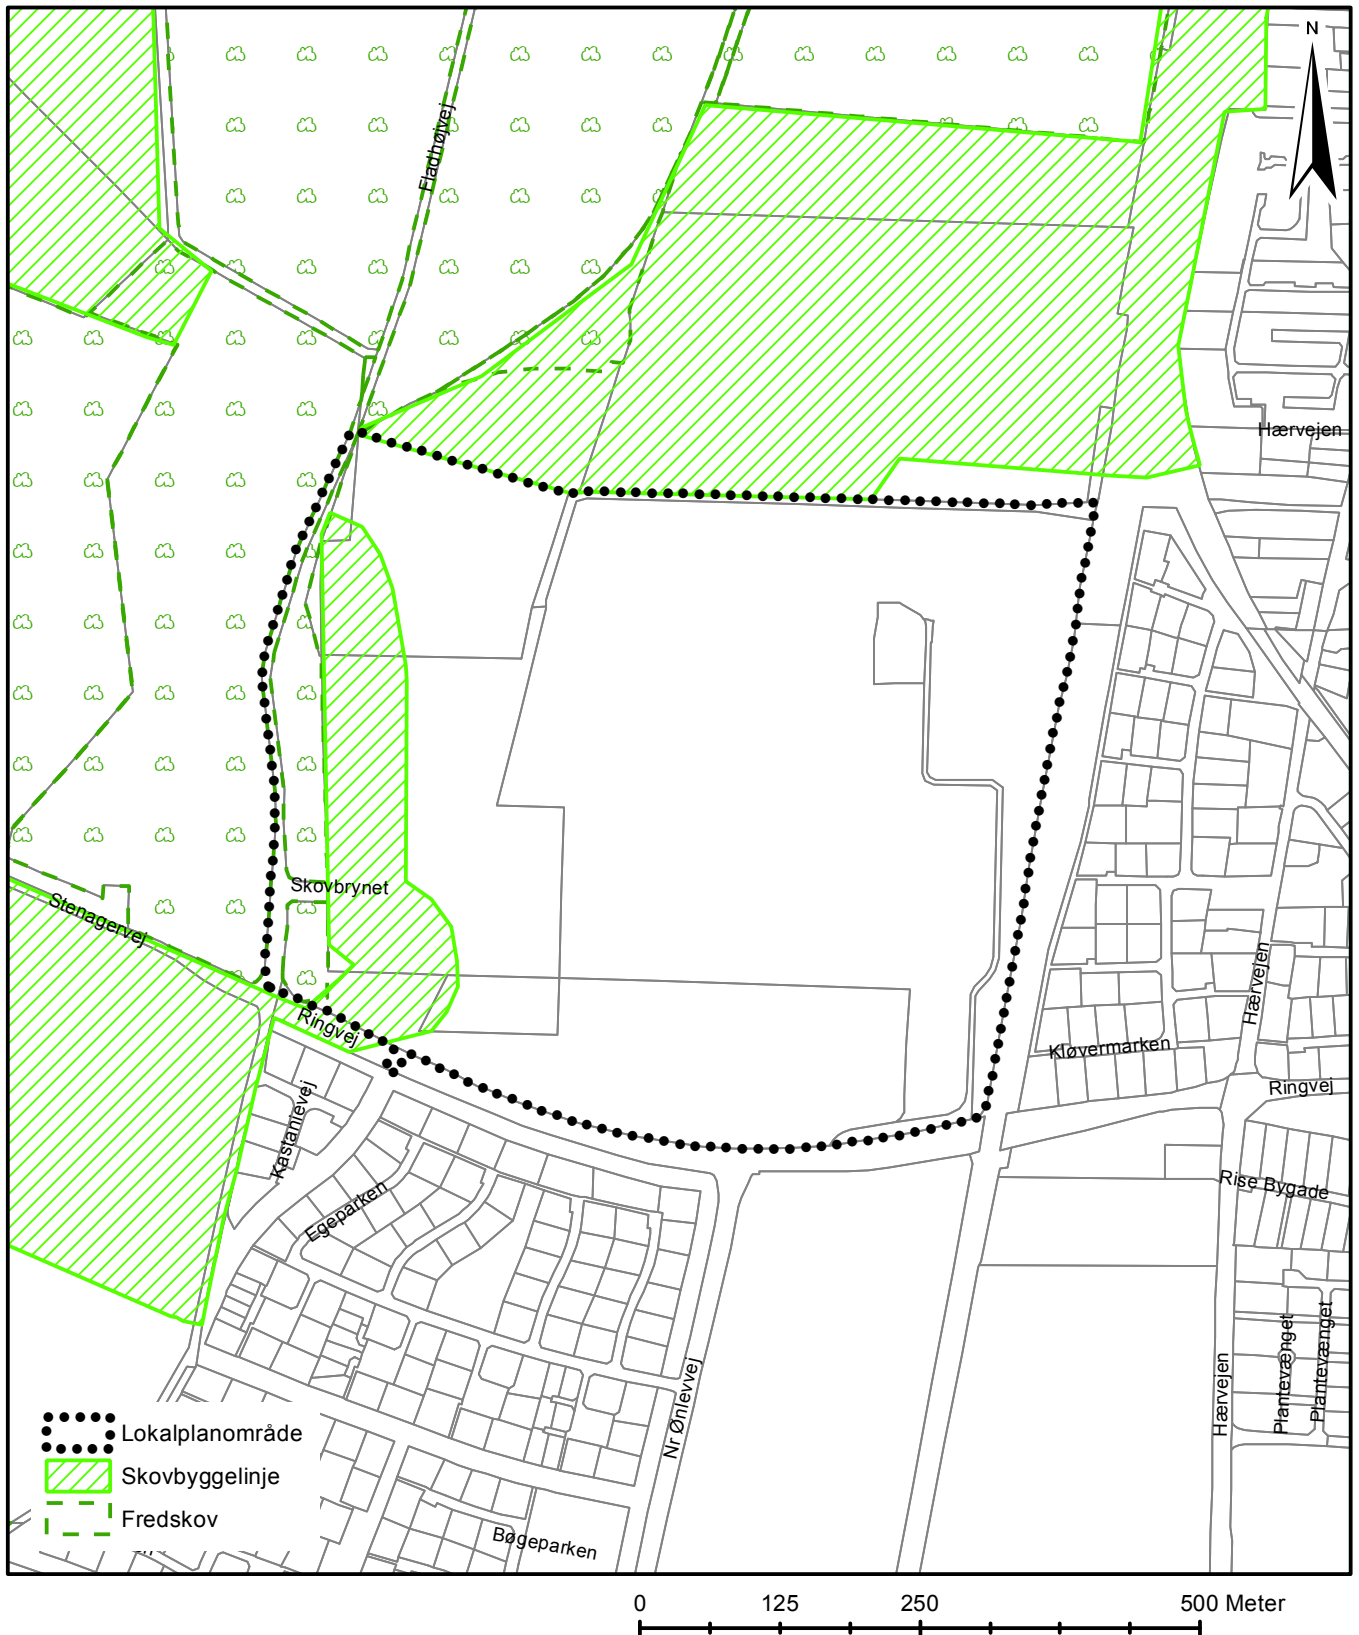 N
Fladhøjvej
Hærvejen
Skovbrynet
Stenagervej
Ringvej
Hærvejen
Kløvermarken
Ringvej
Kastanievej
Rise Bygade
Egeparken
Plantevænget
Plantevænget
Nr Ønlevvej
Hærvejen
Lokalplanområde
Skovbyggelinje
Fredskov
Bøgeparken
0 125 250 500 Meter